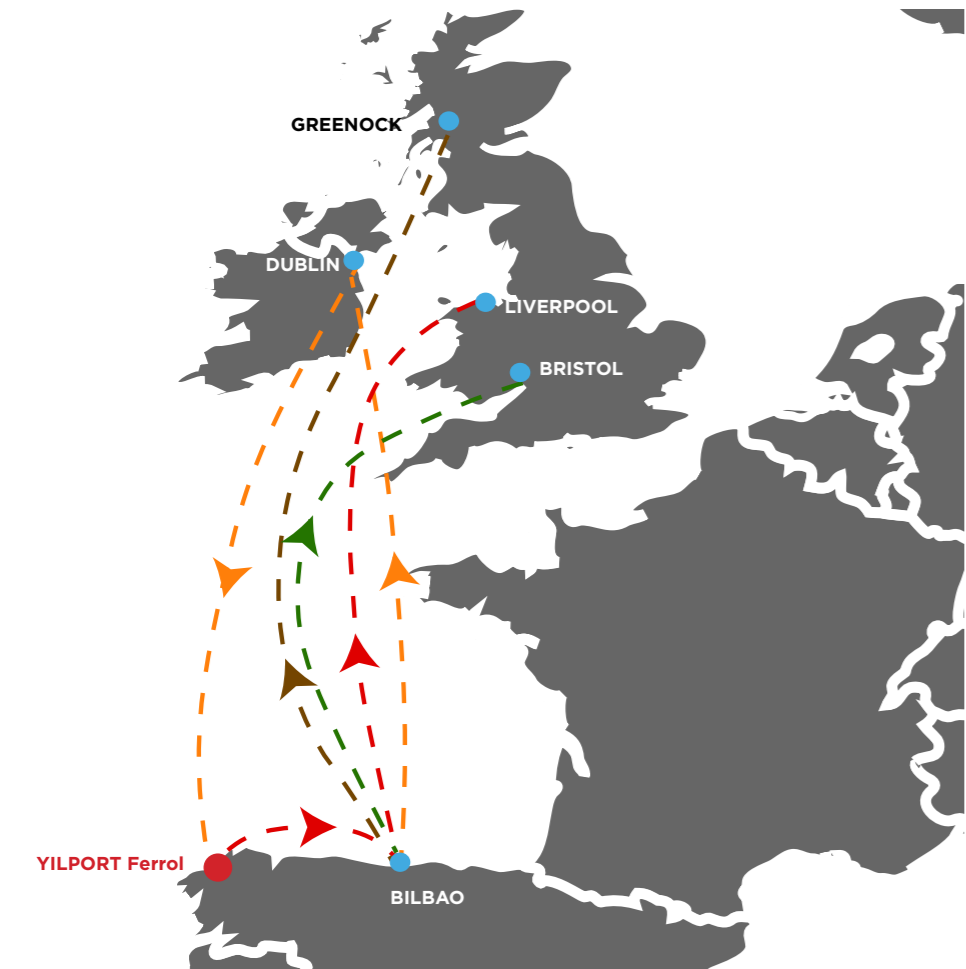 GREENOCK
DUBLIN
LIVERPOOL
BRISTOL
YILPORT Ferrol
BILBAO